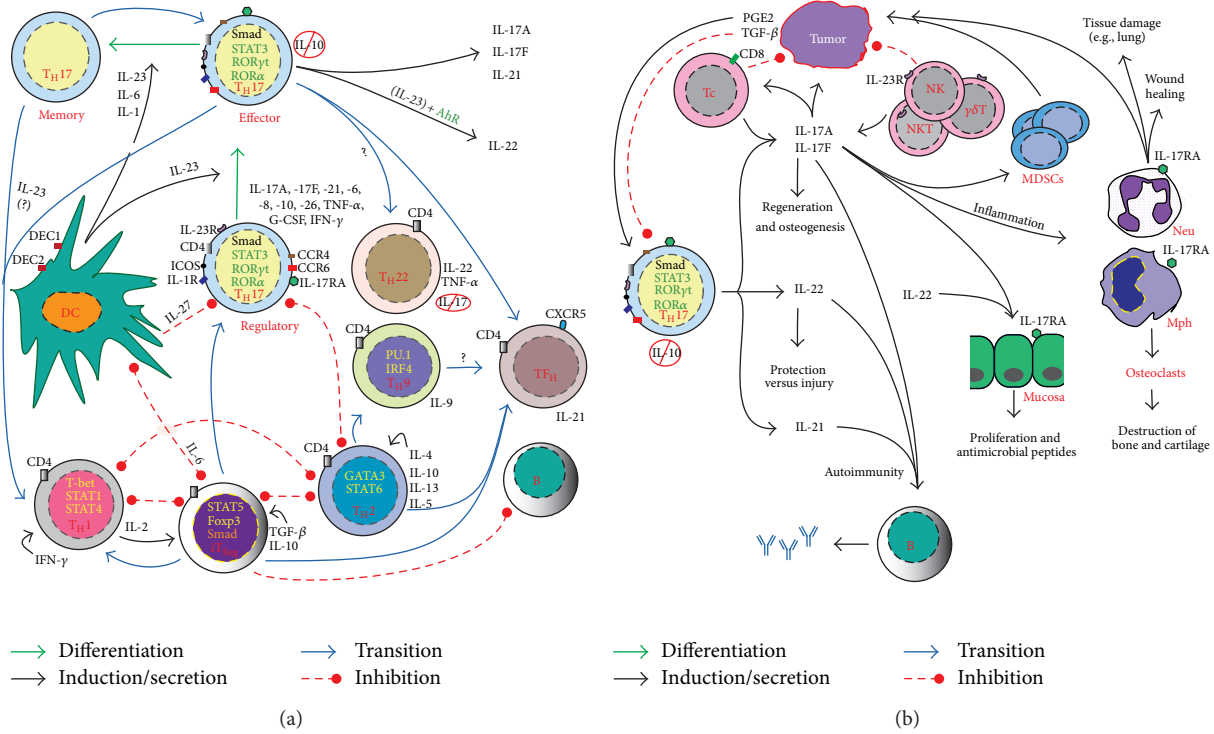 Smad
STAT3
RORγt
RORα
TH17
Effector
IL-10
TH17
Memory
IL-23
IL-6
IL-1
IL-17A
IL-17F
IL-21
(IL-23) + AhR
IL-22
?
IL-23
(?)
IL-23
IL-17A, -17F, -21, -6,
-8, -10, -26, TNF-α,
G-CSF, IFN-γ
DEC1
DEC2
DC
IL-23R
CD4
ICOS
IL-1R
Smad
STAT3
RORγt
RORα
TH17
CCR4
CCR6
IL-17RA
Regulatory
IL-27
CD4
TH22
IL-22
TNF-α
IL-17
CD4
PU.1
IRF4
TH9
IL-9
?
CD4
CXCR5
TFH
IL-21
IL-6
CD4
T-bet
STAT1
STAT4
TH1
IFN-γ
IL-2
STAT5
Foxp3
Smad
TGF-β
IL-10
CD4
GATA3
STAT6
TH2
IL-4
IL-10
IL-13
IL-5
B
Differentiation
Induction/secretion
Transition
Inhibition
(a)
PGE2
TGF-β
Tumor
CD8
Tc
IL-23R
NK
NKT
γδT
MDSCs
Tissue damage
(e.g., lung)
Wound
healing
IL-17RA
Neu
IL-17A
IL-17F
Inflammation
Regeneration
and osteogenesis
Smad
STAT3
RORγt
RORα
TH17
IL-10
IL-22
Protection
versus injury
IL-21
Autoimmunity
IL-22
IL-17RA
Mucosa
Proliferation and
antimicrobial peptides
IL-17RA
Mph
Osteoclasts
Destruction of
bone and cartilage
B
Differentiation
Induction/secretion
Transition
Inhibition
(b)